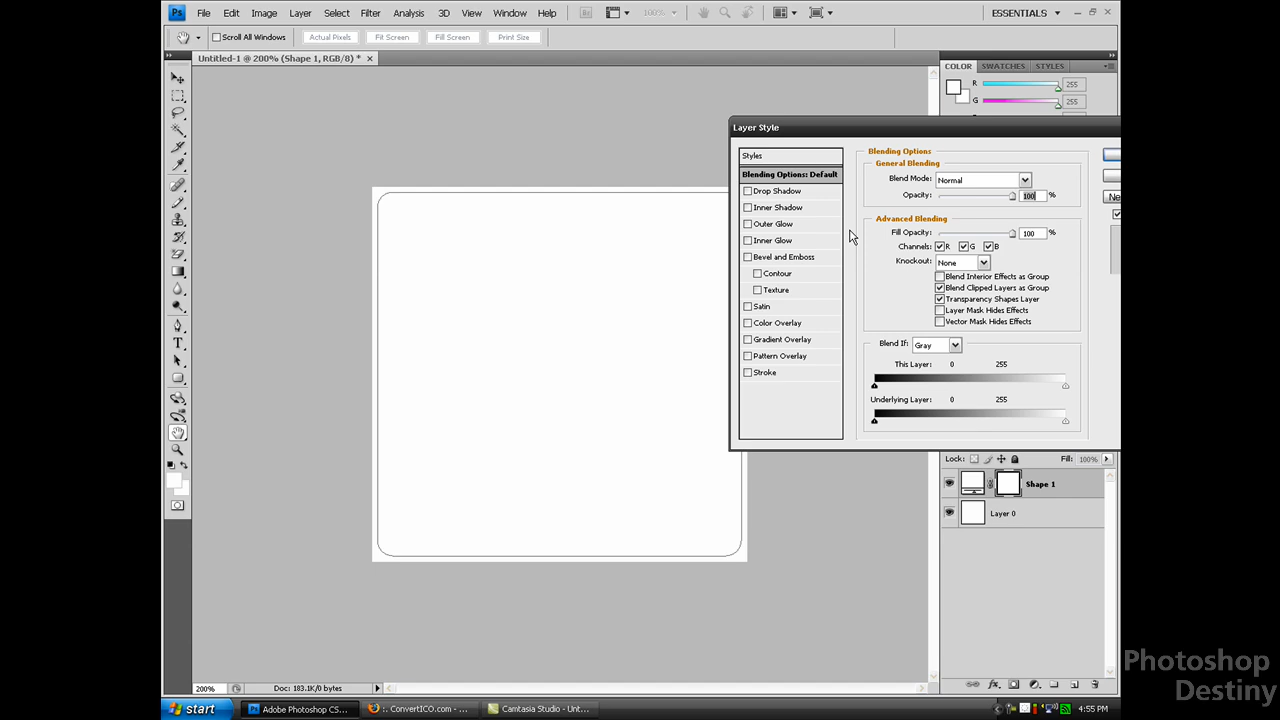 Ps File Edit Image Layer Select Filter Analysis 3D View Window Help Br 100% ESSENTIALS
Scroll All Windows Actual Pixels Fit Screen Fill Screen Print Size
Untitled-1 @ 200% (Shape 1, RGB/8) *
COLOR SWATCHES STYLES
R 255
G 255
Layer Style
Styles
Blending Options: Default
Drop Shadow
Inner Shadow
Outer Glow
Inner Glow
Bevel and Emboss
Contour
Texture
Satin
Color Overlay
Gradient Overlay
Pattern Overlay
Stroke
Blending Options
General Blending
Blend Mode: Normal
Opacity: 100 %
Advanced Blending
Fill Opacity: 100 %
Channels: R G B
Knockout: None
Blend Interior Effects as Group
Blend Clipped Layers as Group
Transparency Shapes Layer
Layer Mask Hides Effects
Vector Mask Hides Effects
Blend If: Gray
This Layer: 0 255
Underlying Layer: 0 255
Ne
Lock: Fill: 100%
Shape 1
Layer 0
T
200% Doc: 183.1K/0 bytes
fx
start Adobe Photoshop CS... :. ConvertICO.com - ... Camtasia Studio - Unt... 4:55 PM
Photoshop
Destiny